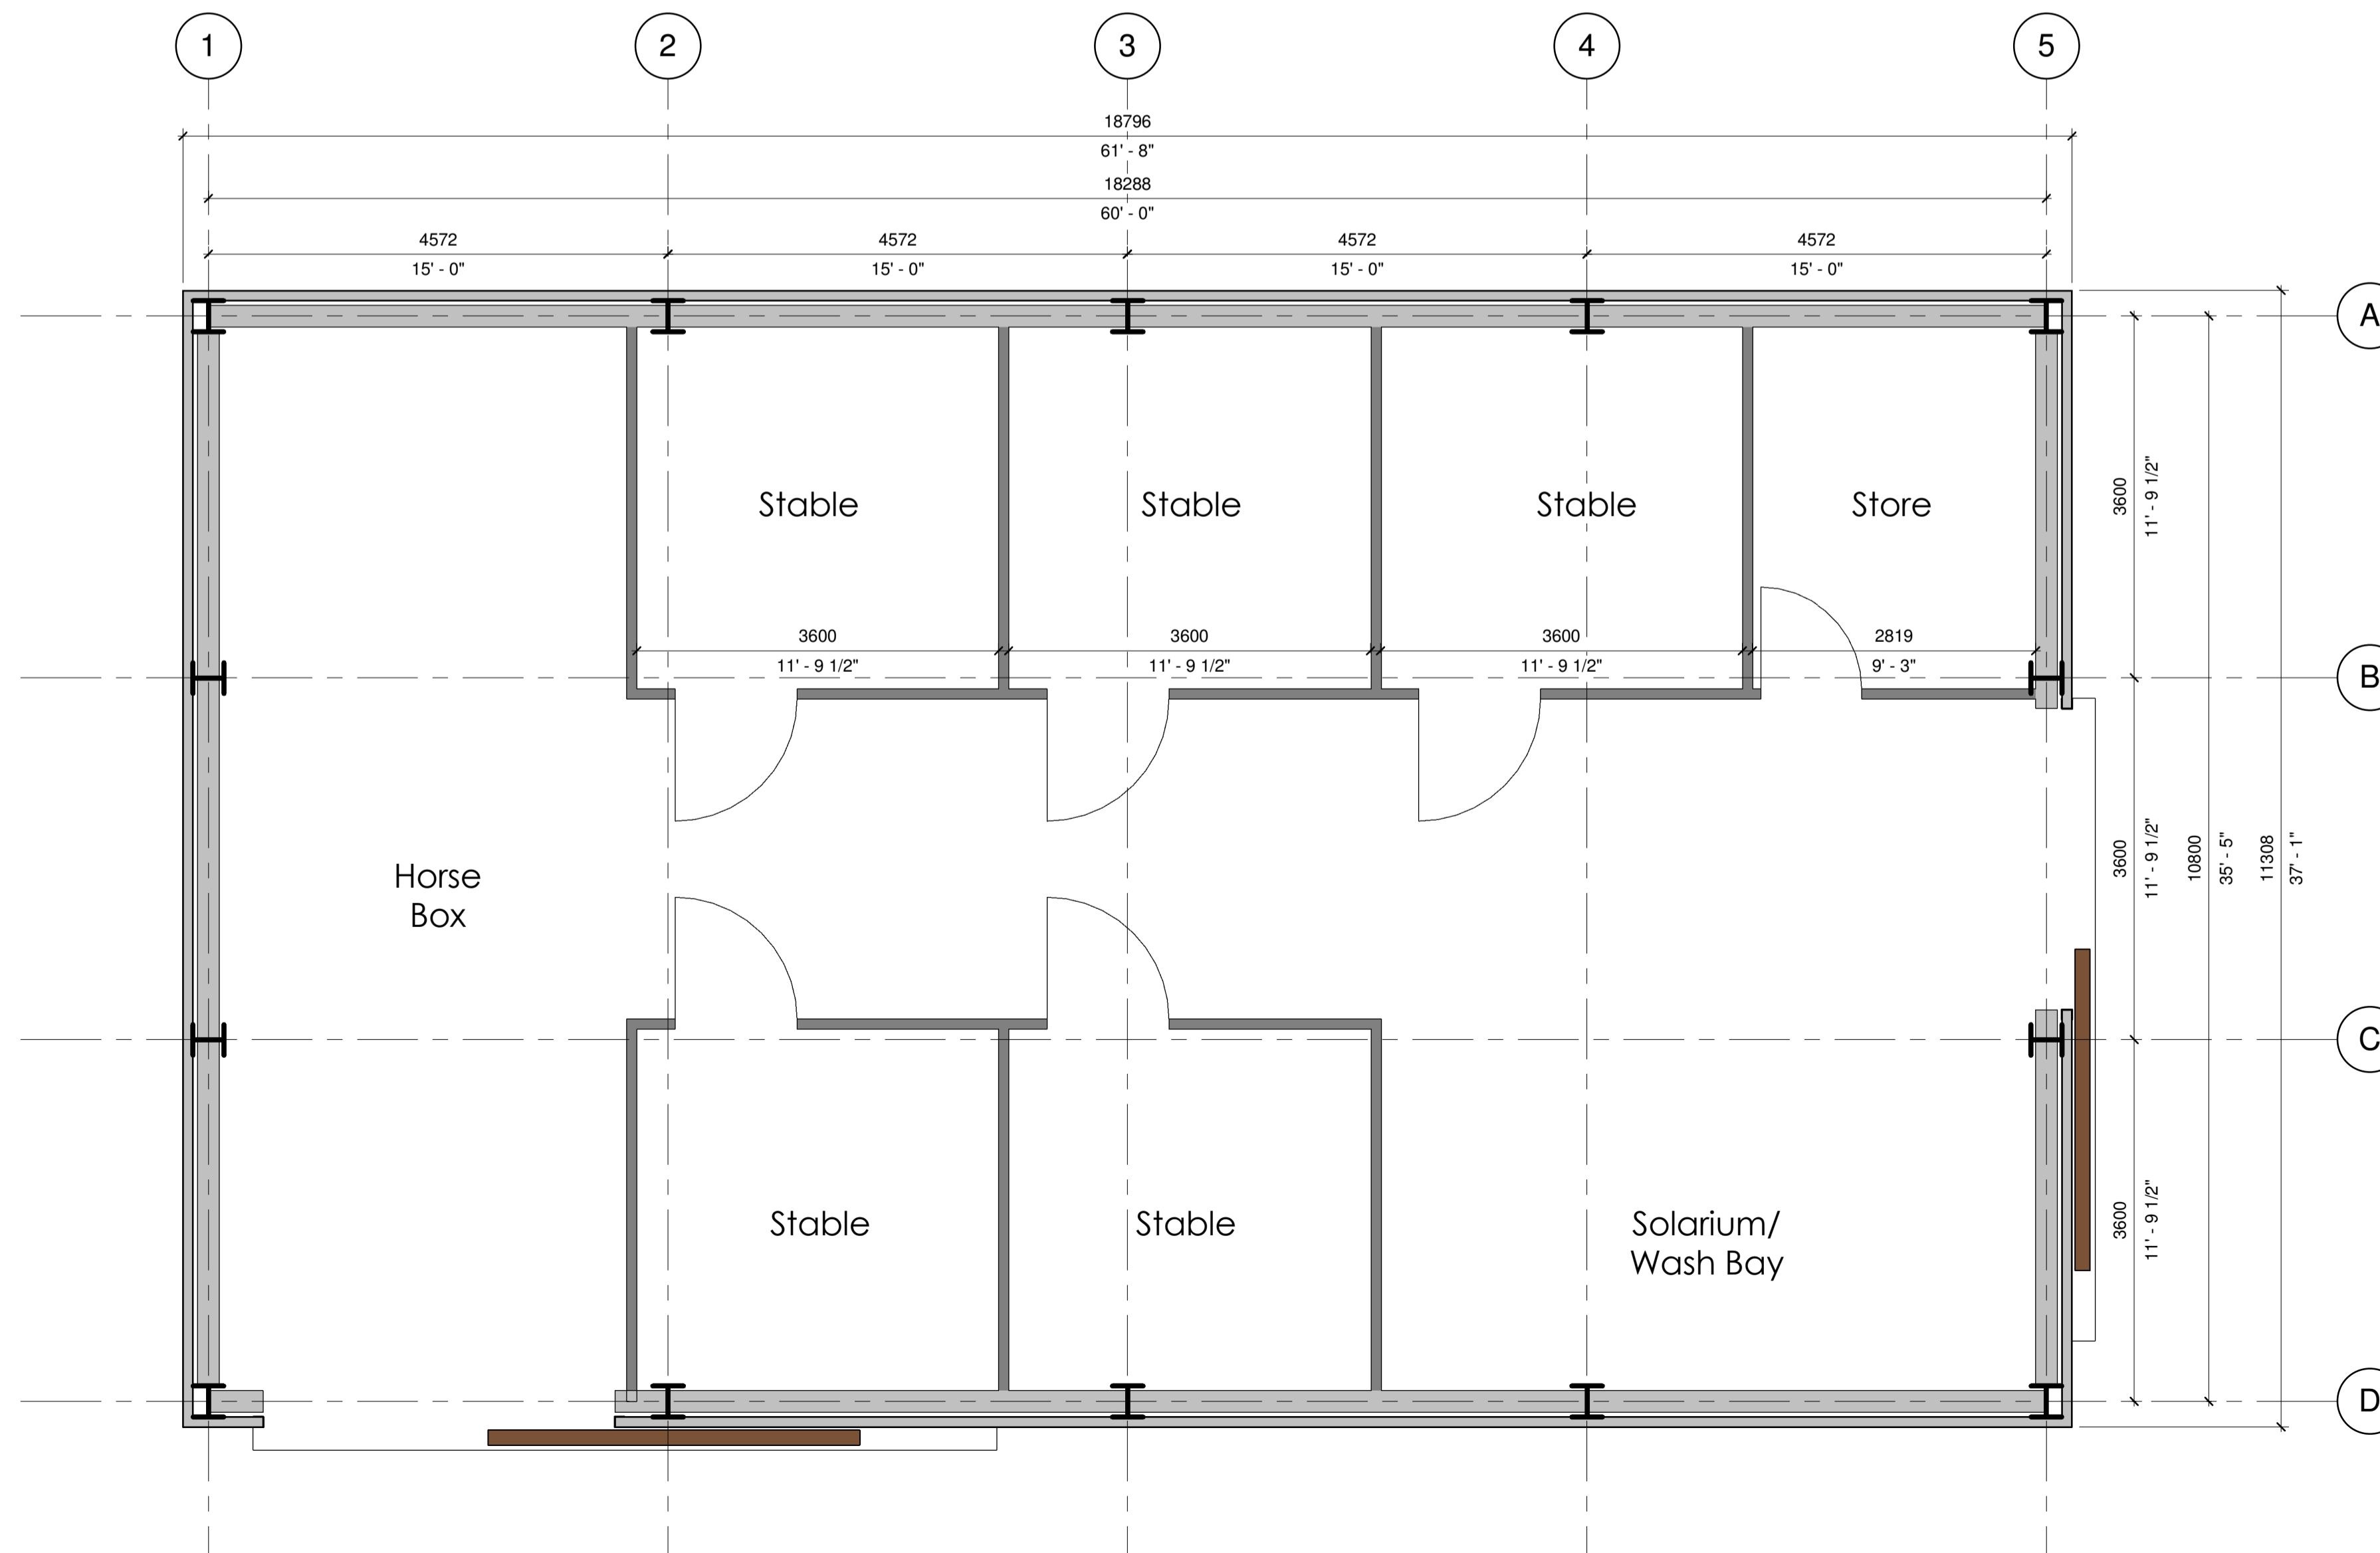 1 2 3 4 5
18796
61' - 8"
18288
60' - 0"
4572 4572 4572 4572
15' - 0" 15' - 0" 15' - 0" 15' - 0"
A
Stable Stable Stable Store
3600
11' - 9 1/2"
3600 3600 3600 2819
11' - 9 1/2" 11' - 9 1/2" 11' - 9 1/2" 9' - 3"
B
Horse
Box
3600
11' - 9 1/2"
10800
35' - 5"
11308
37' - 1"
C
Stable Stable Solarium/
Wash Bay
3600
11' - 9 1/2"
D